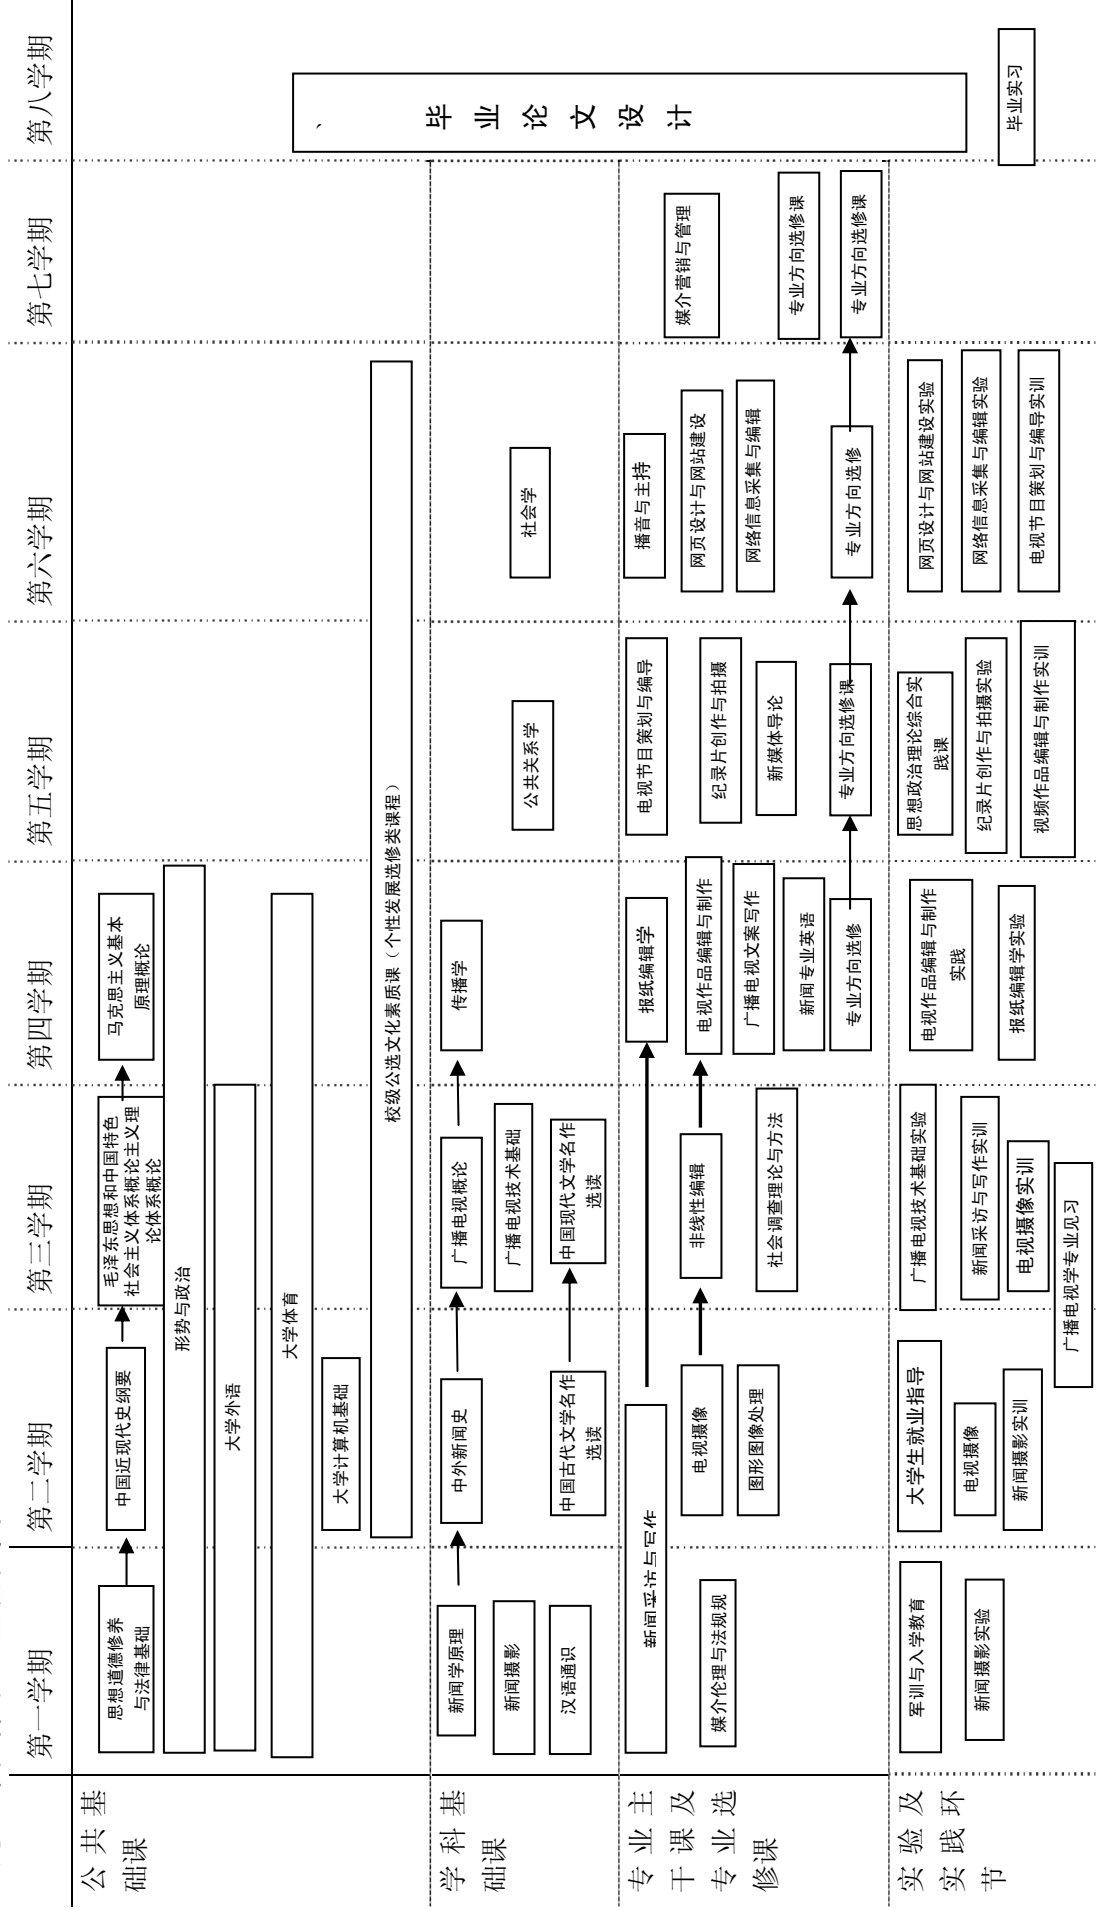 第一学期
第二学期
第三学期
第四学期
第五学期
第六学期
第七学期
第八学期
公共基
础课
思想道德修养
与法律基础
中国近现代史纲要
毛泽东思想和中国特色
社会主义体系概论主义理
论体系概论
马克思主义基本
原理概论
形势与政治
大学外语
大学体育
大学计算机基础
校级公选文化素质课（个性发展选修类课程）
、
毕业论文设计
学科基
础课
新闻学原理
中外新闻史
广播电视概论
传播学
新闻摄影
广播电视技术基础
公共关系学
社会学
汉语通识
中国古代文学名作
选读
中国现代文学名作
选读
专业主
干课及
专业选
修课
新闻采访与写作
报纸编辑学
电视节目策划与编导
播音与主持
媒介营销与管理
媒介伦理与法规规
电视摄像
非线性编辑
电视作品编辑与制作
纪录片创作与拍摄
网页设计与网站建设
图形图像处理
社会调查理论与方法
广播电视文案写作
新媒体导论
网络信息采集与编辑
新闻专业英语
专业方向选修课
专业方向选修
专业方向选修课
专业方向选修
专业方向选修课
实验及
实践环
节
军训与入学教育
大学生就业指导
广播电视技术基础实验
电视作品编辑与制作
实践
思想政治理论综合实
践课
网页设计与网站建设实验
新闻摄影实验
电视摄像
新闻采访与写作实训
纪录片创作与拍摄实验
网络信息采集与编辑实验
新闻摄影实训
电视摄像实训
报纸编辑学实验
视频作品编辑与制作实训
电视节目策划与编导实训
毕业实习
广播电视学专业见习